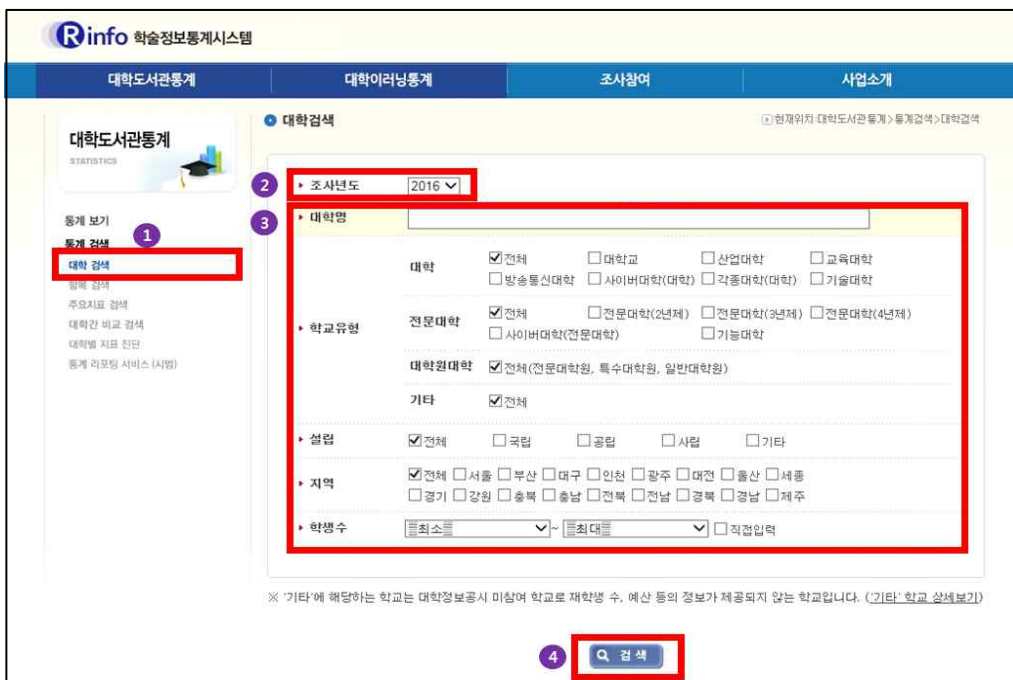 Rinfo 학술정보통계시스템
대학도서관통계 대학이러닝통계 조사참여 사업소개
대학도서관통계
STATISTICS
통계 보기
1
통계 검색
대학 검색
항목 검색
주요지표 검색
대학간 비교 검색
대학별 지표 진단
통계 리포팅 서비스 (시범)
대학검색
현재위치:대학도서관통계>통계검색>대학검색
2 조사년도 2016
3 대학명
학교유형
대학 전체 대학교 산업대학 교육대학
방송통신대학 사이버대학(대학) 각종대학(대학) 기술대학
전문대학 전체 전문대학(2년제) 전문대학(3년제) 전문대학(4년제)
사이버대학(전문대학) 기능대학
대학원대학 전체(전문대학원, 특수대학원, 일반대학원)
기타 전체
설립 전체 국립 공립 사립 기타
지역 전체 서울 부산 대구 인천 광주 대전 울산 세종
경기 강원 충북 충남 전북 전남 경북 경남 제주
학생수 최소 ~ 최대 직접입력
※ '기타'에 해당하는 학교는 대학정보공시 미참여 학교로 재학생 수, 예산 등의 정보가 제공되지 않는 학교입니다. ('기타' 학교 상세보기)
4 검색